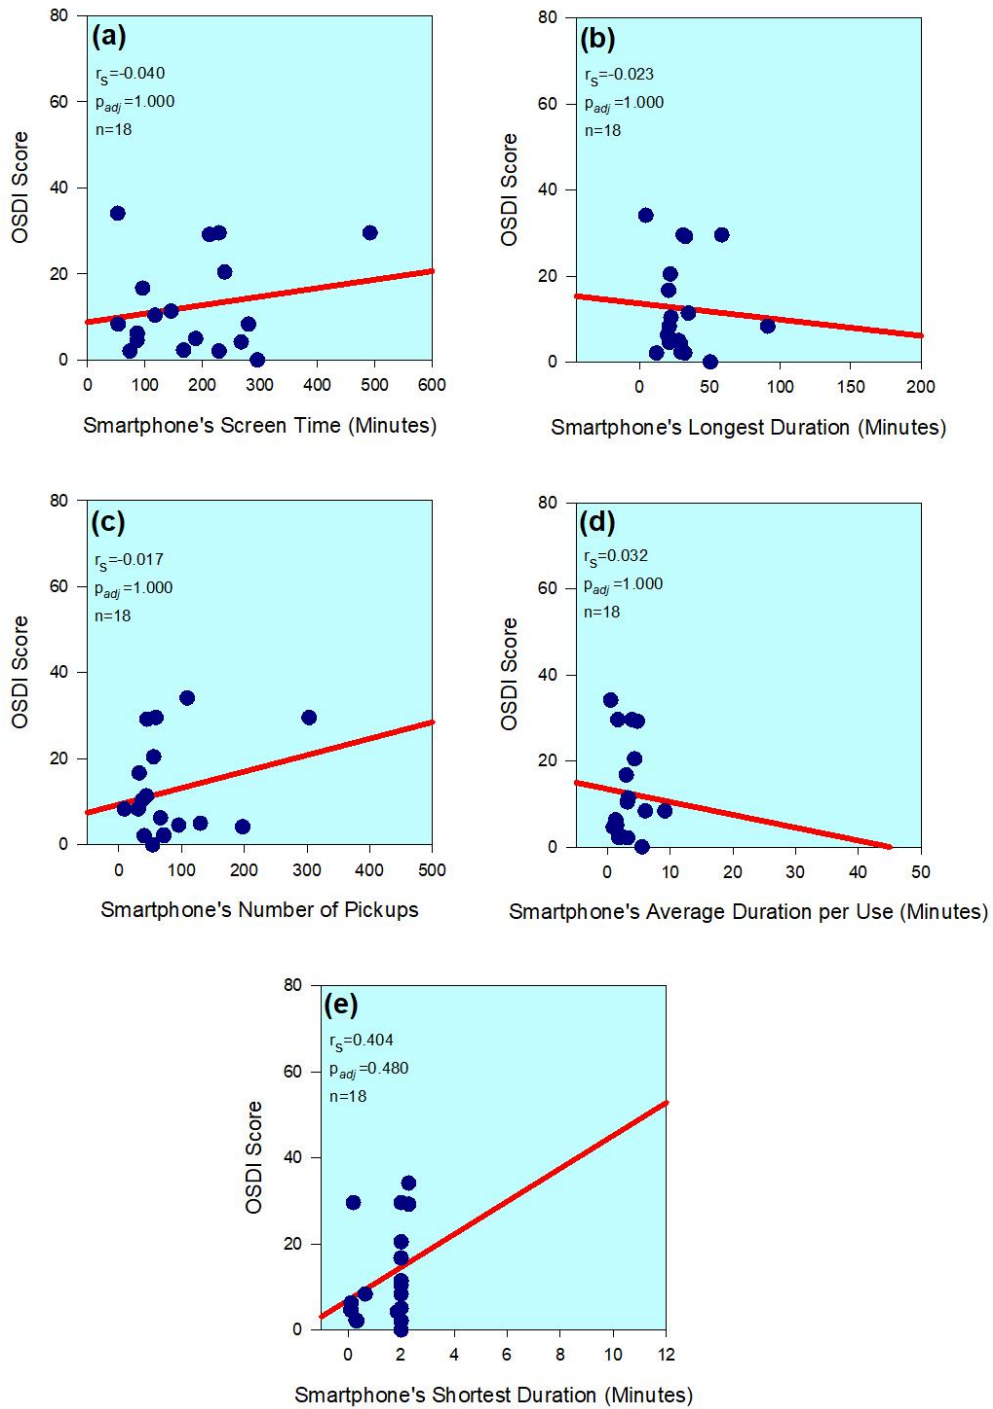 (a)
rs=-0.040
padj=1.000
n=18
80
60
40
20
0
OSDI Score
0 100 200 300 400 500 600
Smartphone's Screen Time (Minutes)
(b)
rs=-0.023
padj=1.000
n=18
80
60
40
20
0
OSDI Score
0 50 100 150 200
Smartphone's Longest Duration (Minutes)
(c)
rs=-0.017
padj=1.000
n=18
80
60
40
20
0
OSDI Score
0 100 200 300 400 500
Smartphone's Number of Pickups
(d)
rs=0.032
padj=1.000
n=18
80
60
40
20
0
OSDI Score
0 10 20 30 40 50
Smartphone's Average Duration per Use (Minutes)
(e)
rs=0.404
padj=0.480
n=18
80
60
40
20
0
OSDI Score
0 2 4 6 8 10 12
Smartphone's Shortest Duration (Minutes)